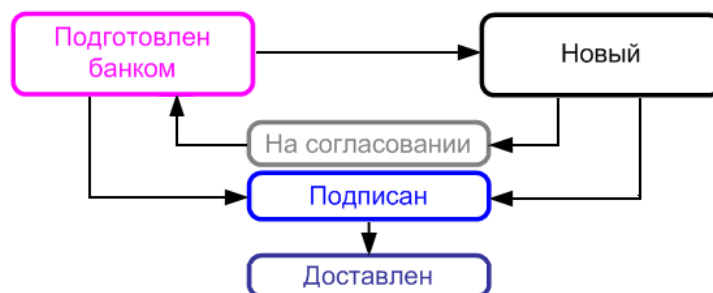 Подготовлен
банком
Новый
На согласовании
Подписан
Доставлен